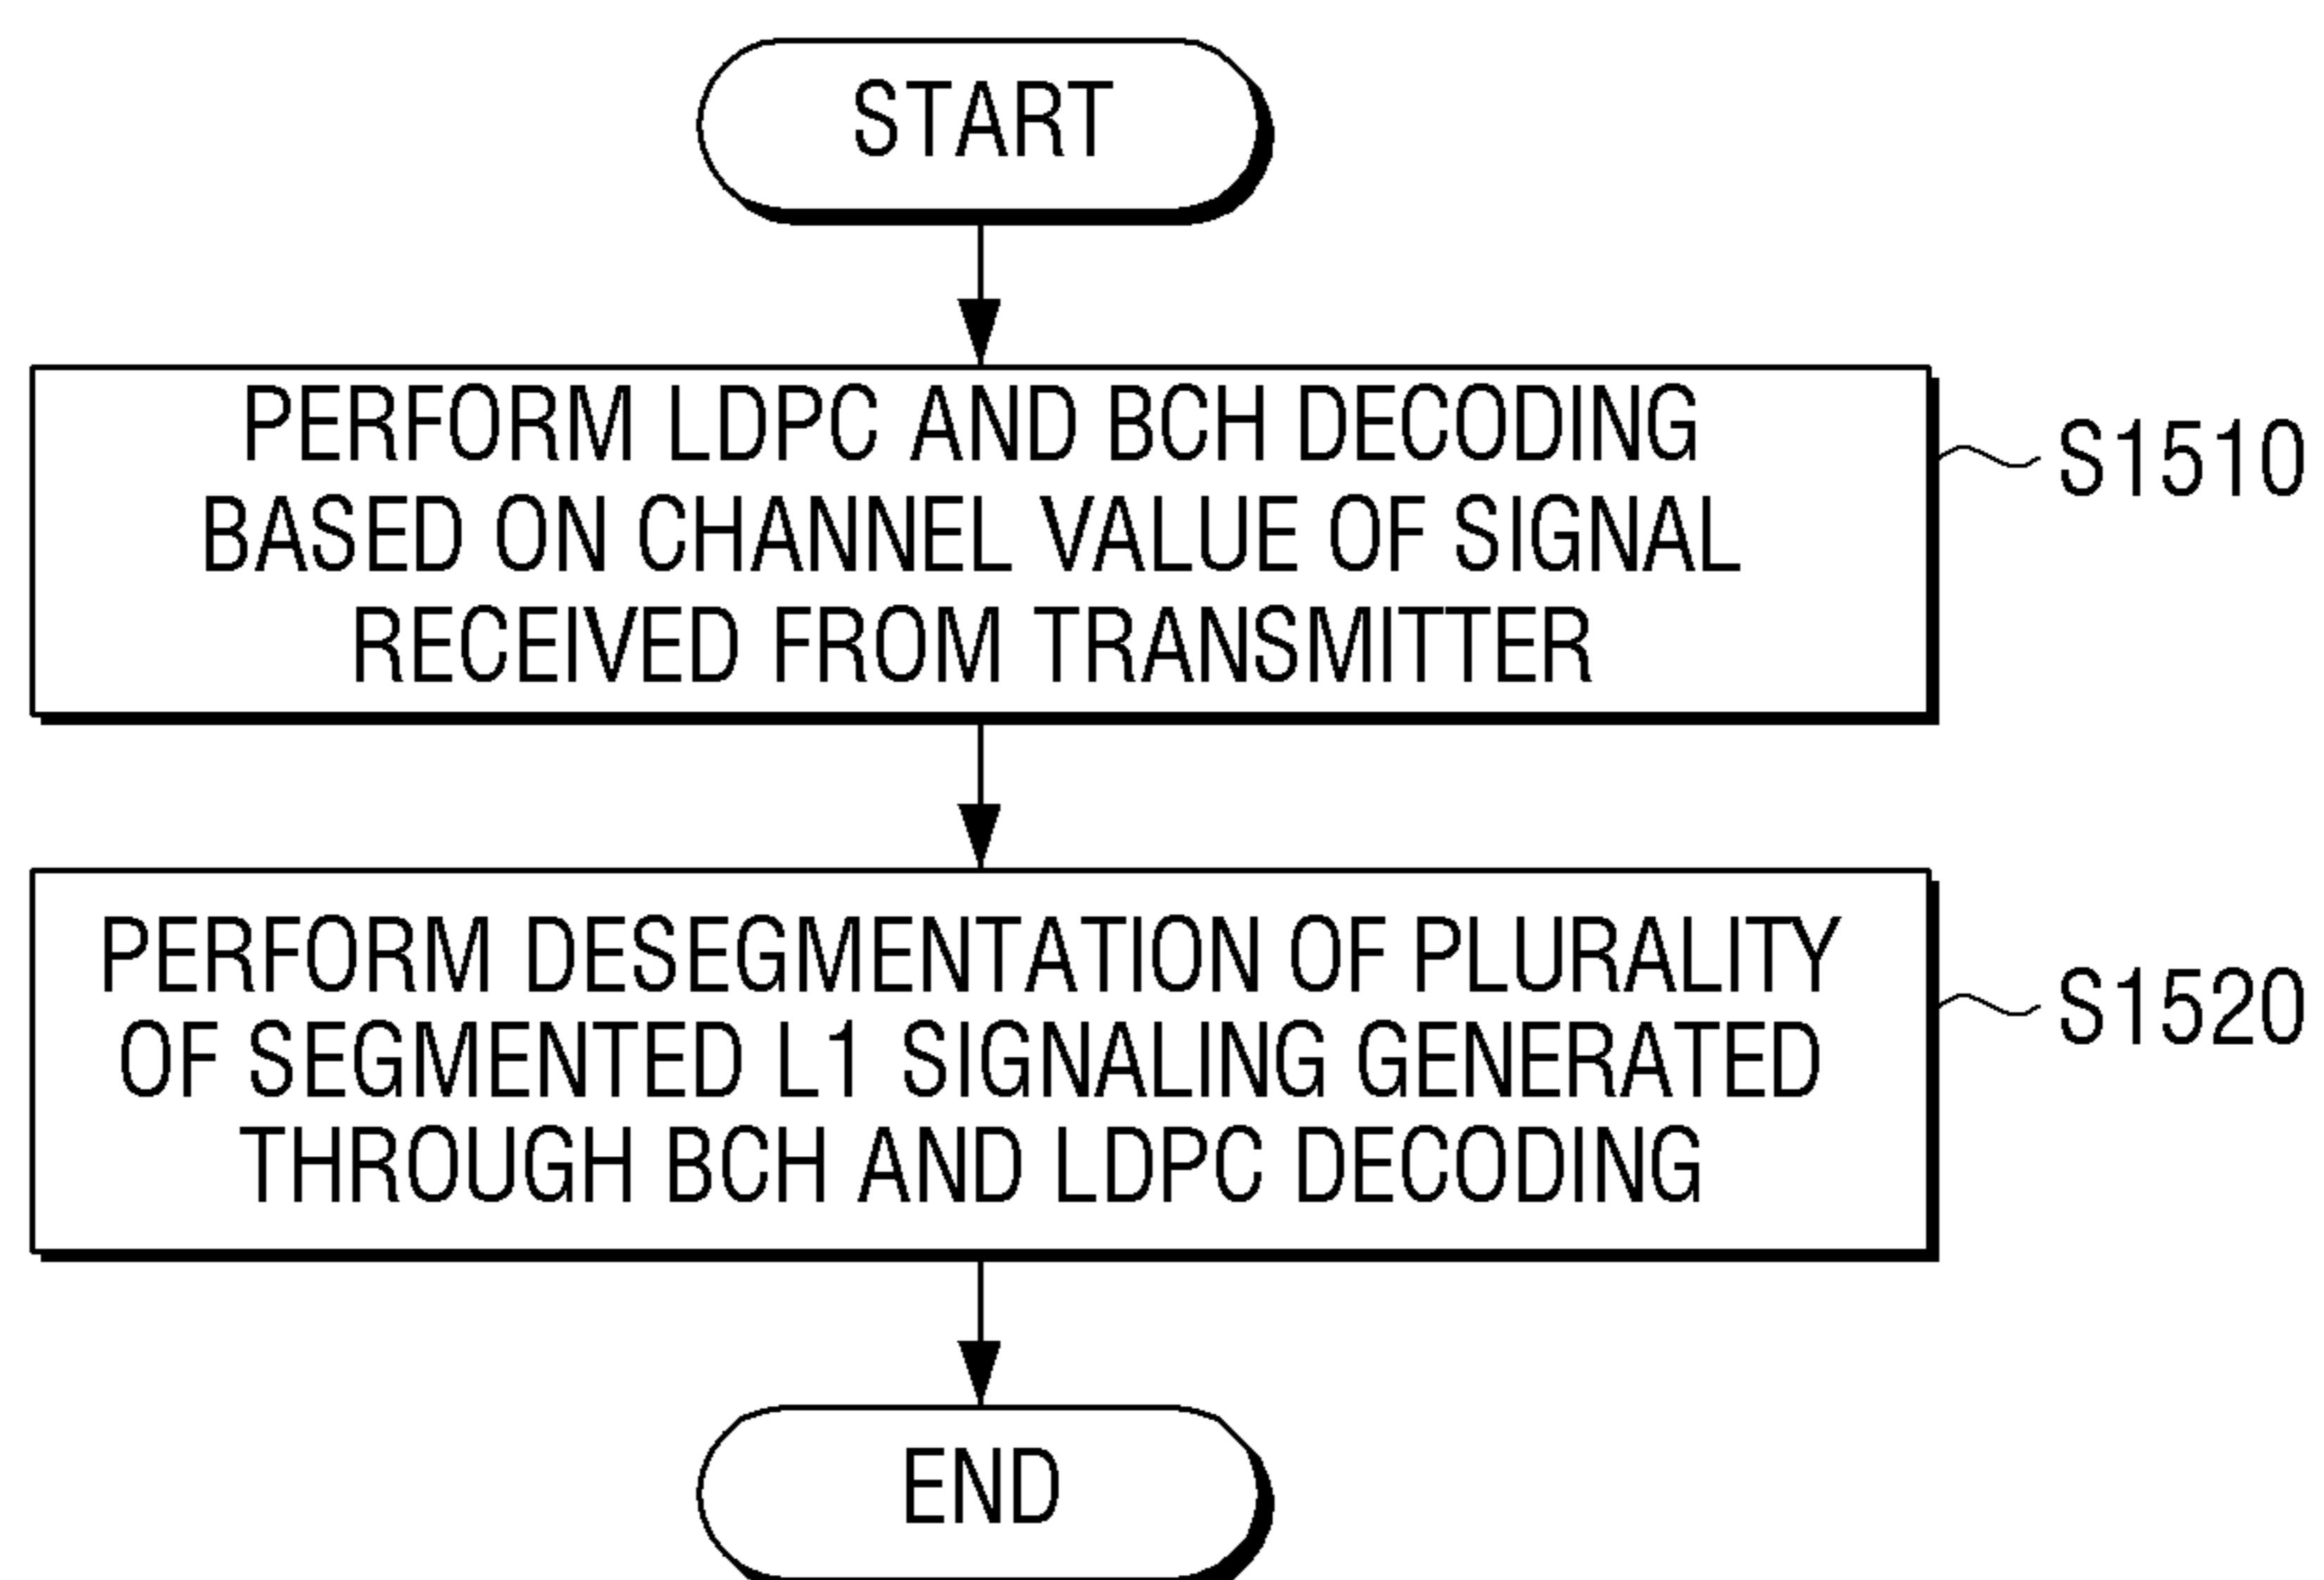 START
PERFORM LDPC AND BCH DECODING
BASED ON CHANNEL VALUE OF SIGNAL
RECEIVED FROM TRANSMITTER
S1510
PERFORM DESEGMENTATION OF PLURALITY
OF SEGMENTED L1 SIGNALING GENERATED
THROUGH BCH AND LDPC DECODING
S1520
END